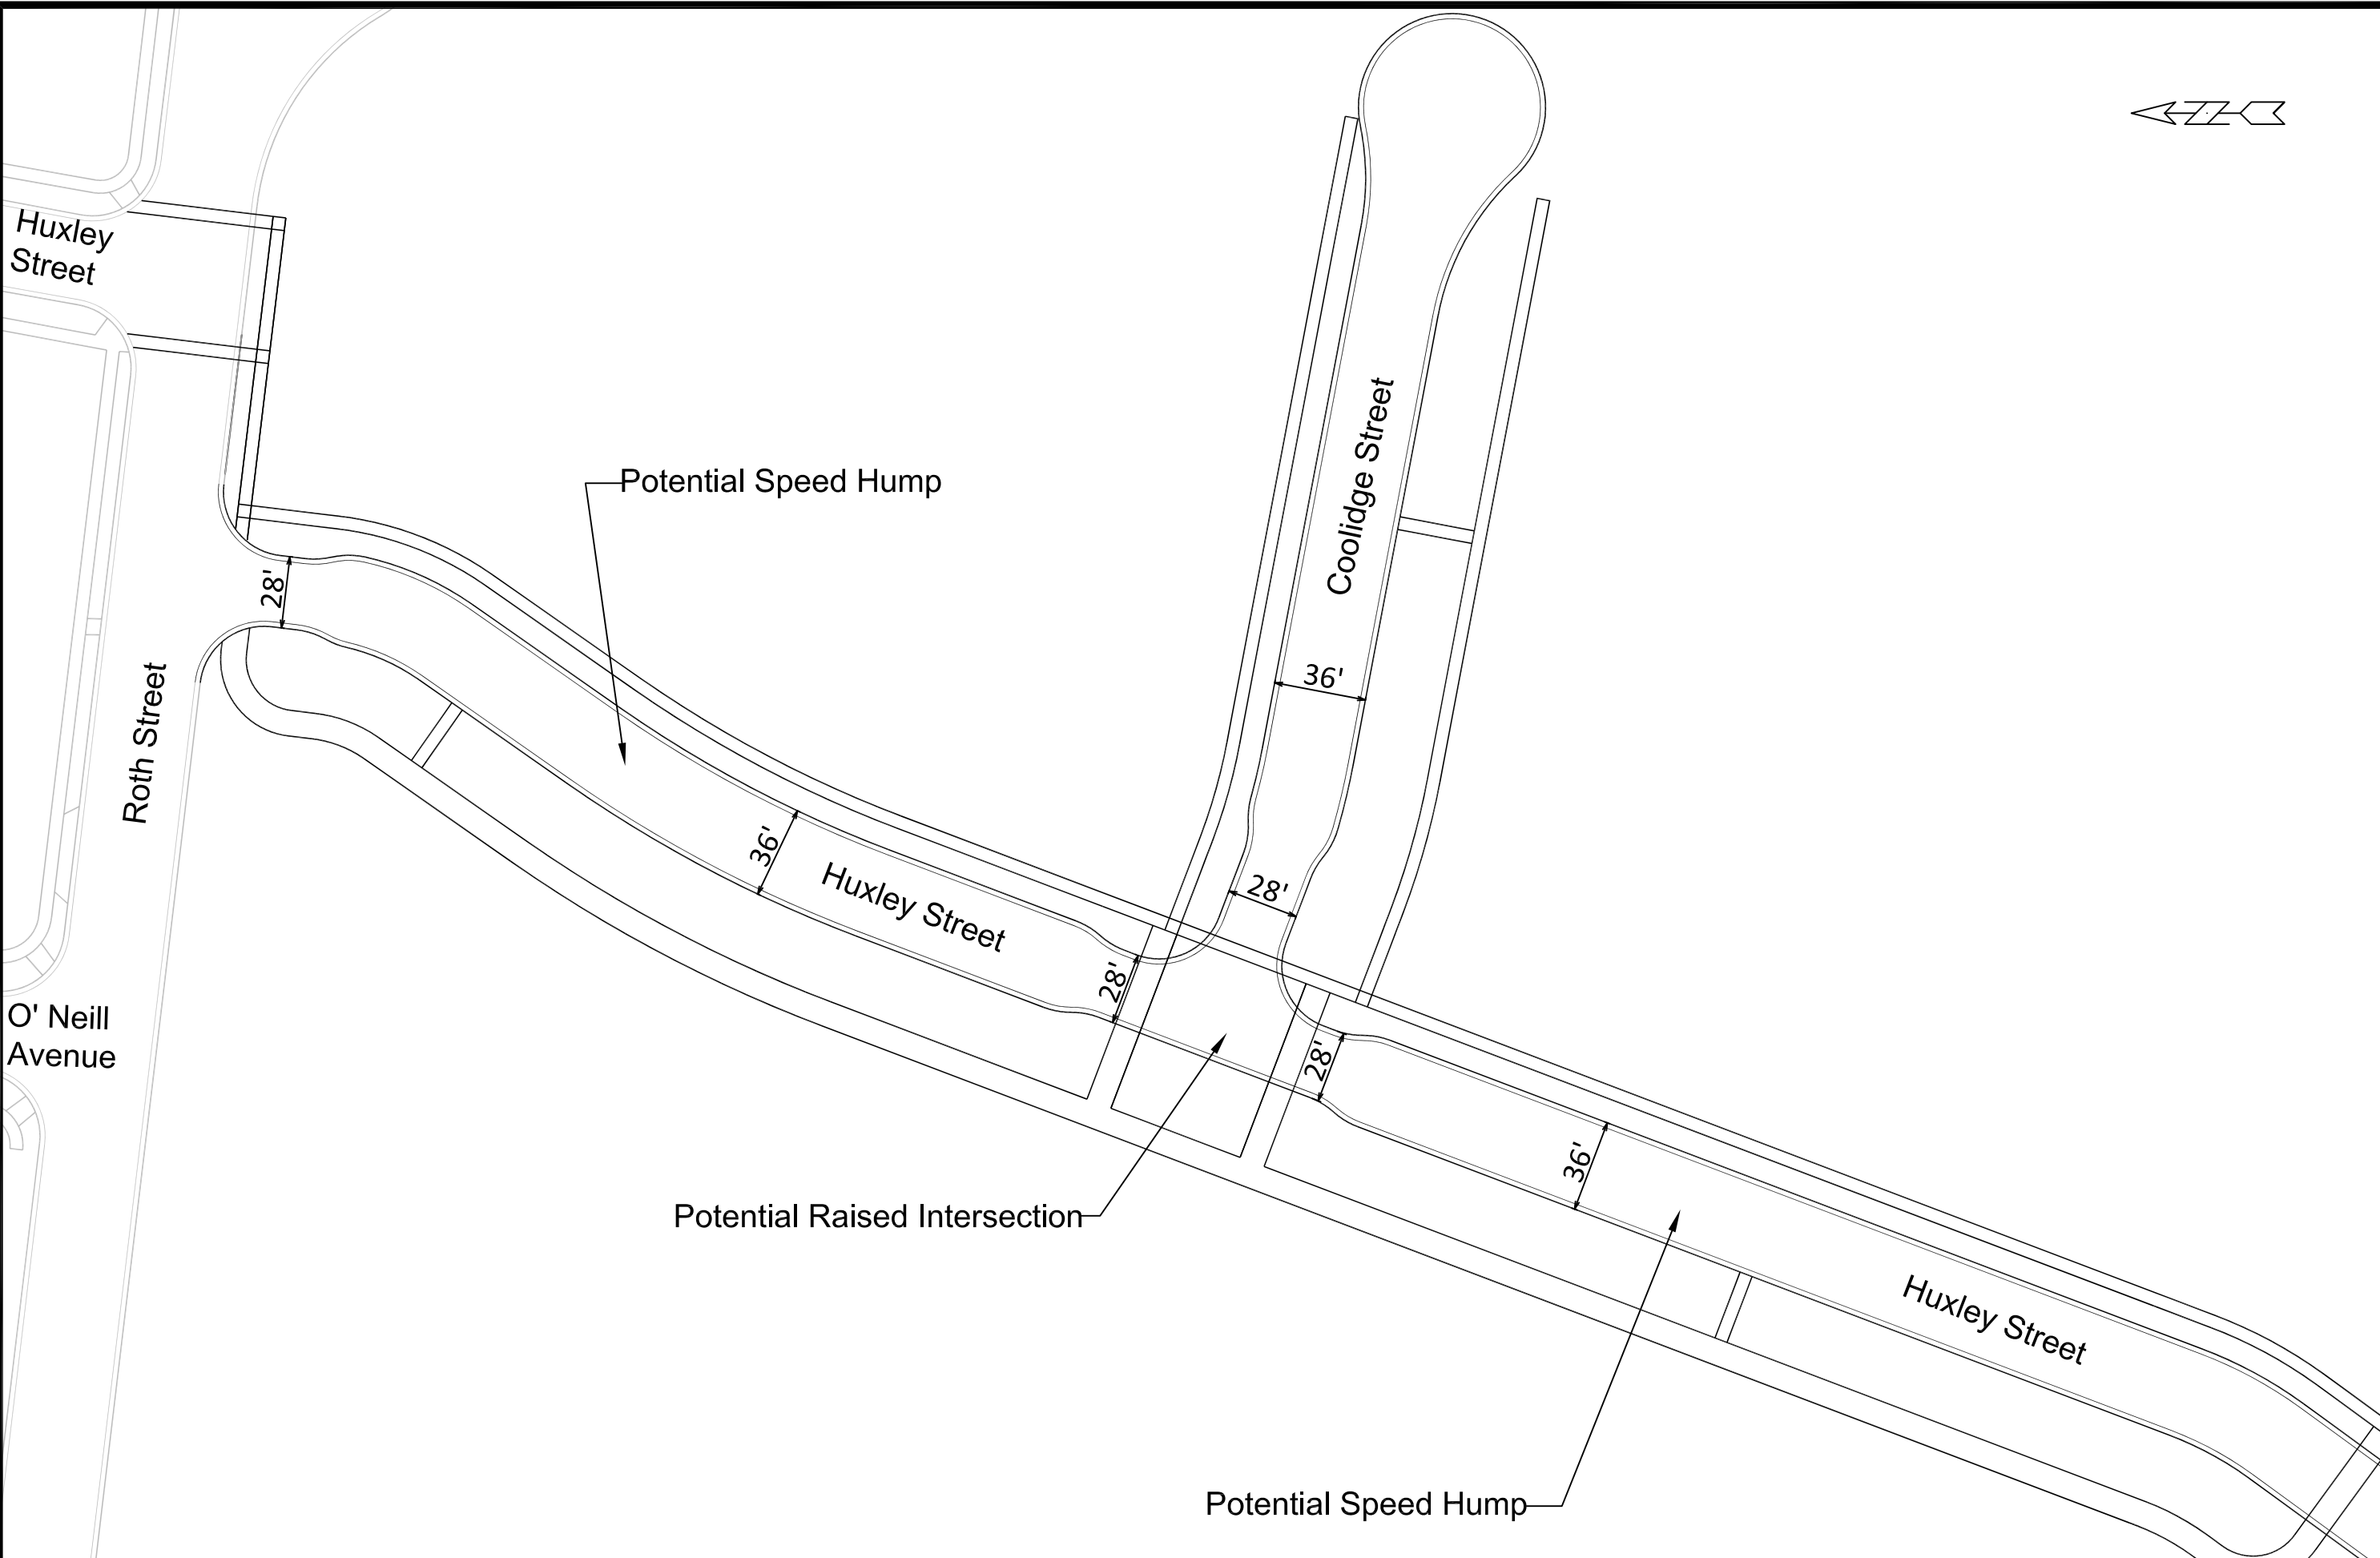 Huxley
Street
Potential Speed Hump
Coolidge Street
28'
36'
Roth Street
36'
Huxley Street
28'
28'
O' Neill
Avenue
28'
36'
Potential Raised Intersection
Huxley Street
Potential Speed Hump